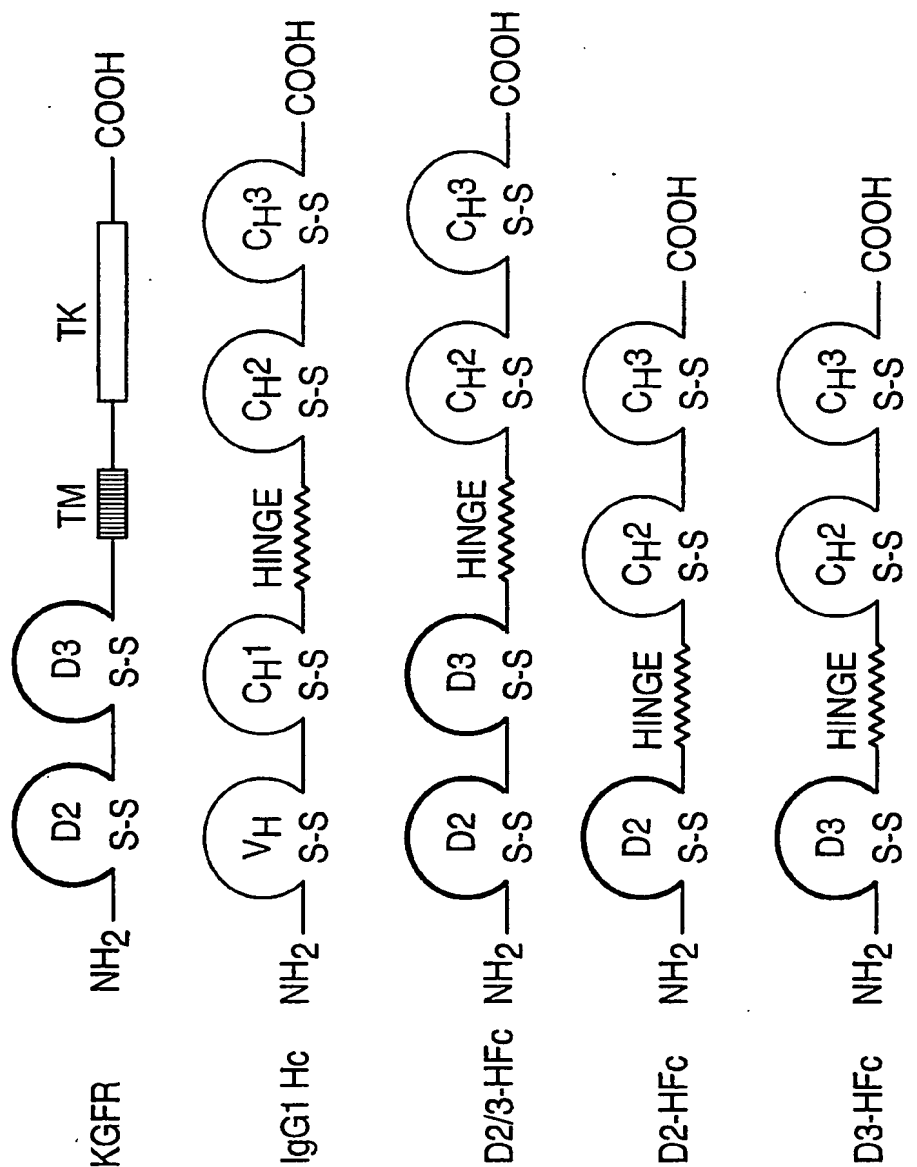 KGFR NH2 D2 S-S D3 S-S TM TK COOH
IgG1 Hc NH2 VH S-S CH1 S-S HINGE CH2 S-S CH3 S-S COOH
D2/3-HFc NH2 D2 S-S D3 S-S HINGE CH2 S-S CH3 S-S COOH
D2-HFc NH2 D2 S-S HINGE CH2 S-S CH3 S-S COOH
D3-HFc NH2 D3 S-S HINGE CH2 S-S CH3 S-S COOH